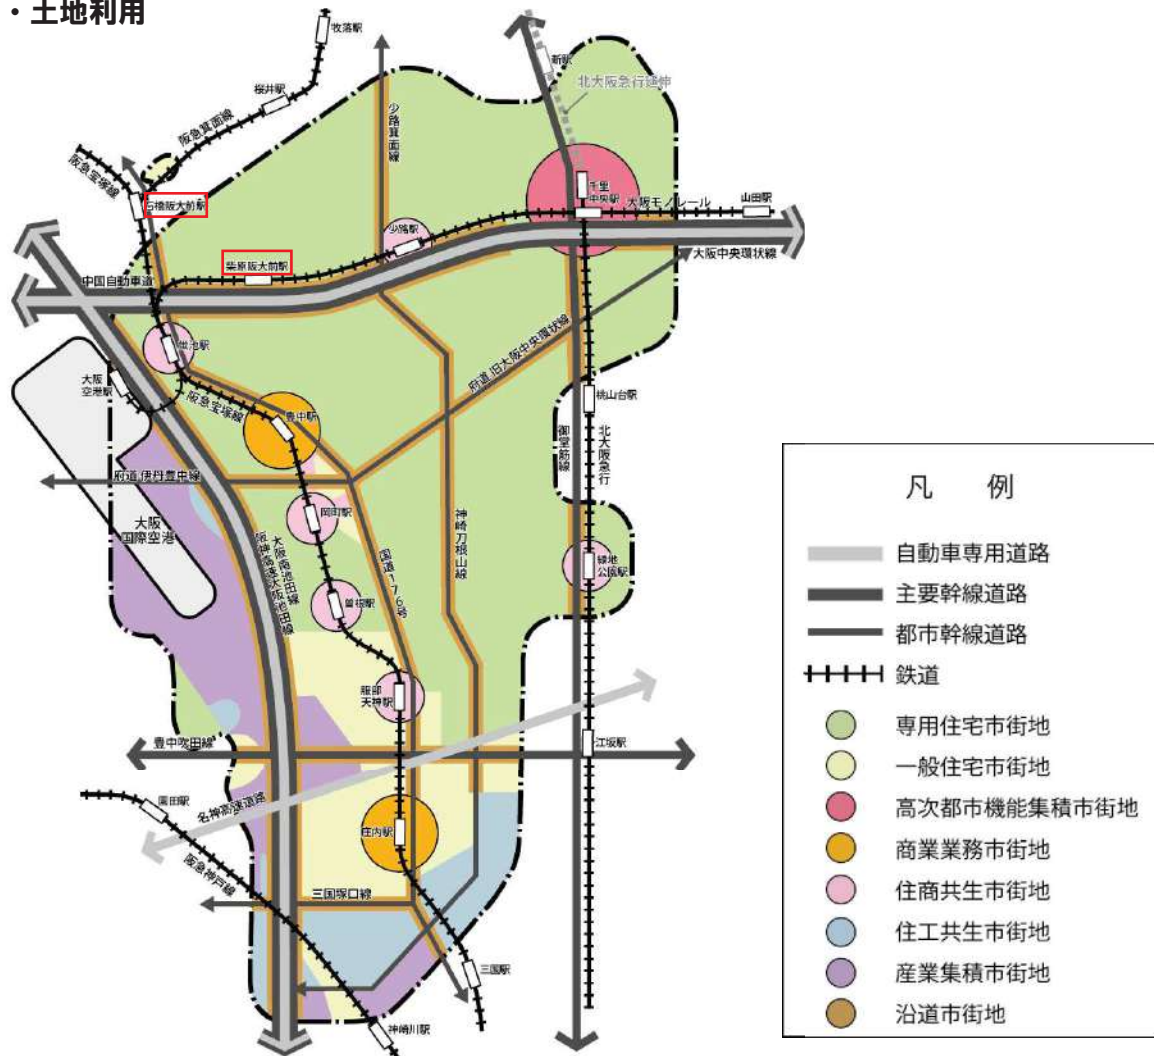 ・土地利用
牧落駅
新駅
北大阪急行延伸
桜井駅
阪急箕面線
少路箕面線
阪急宝塚線
石橋阪大前駅
千里
中央駅
大阪モノレール
山田駅
少路駅
柴原阪大前駅
大阪中央環状線
中国自動車道
蛍池駅
府道 旧大阪中央環状線
大阪
空港駅
阪急宝塚線
豊中駅
桃山台駅
御堂筋線
北大阪急行
府道 伊丹豊中線
岡町駅
大阪
国際空港
神崎刀根山線
大阪南池田線
阪神高速大阪池田線
国道176号
緑地
公園駅
曽根駅
服部
天神駅
豊中吹田線
江坂駅
園田駅
名神高速道路
庄内駅
阪急神戸線
三国塚口線
三国駅
神崎川駅
凡 例
自動車専用道路
主要幹線道路
都市幹線道路
鉄道
専用住宅市街地
一般住宅市街地
高次都市機能集積市街地
商業業務市街地
住商共生市街地
住工共生市街地
産業集積市街地
沿道市街地